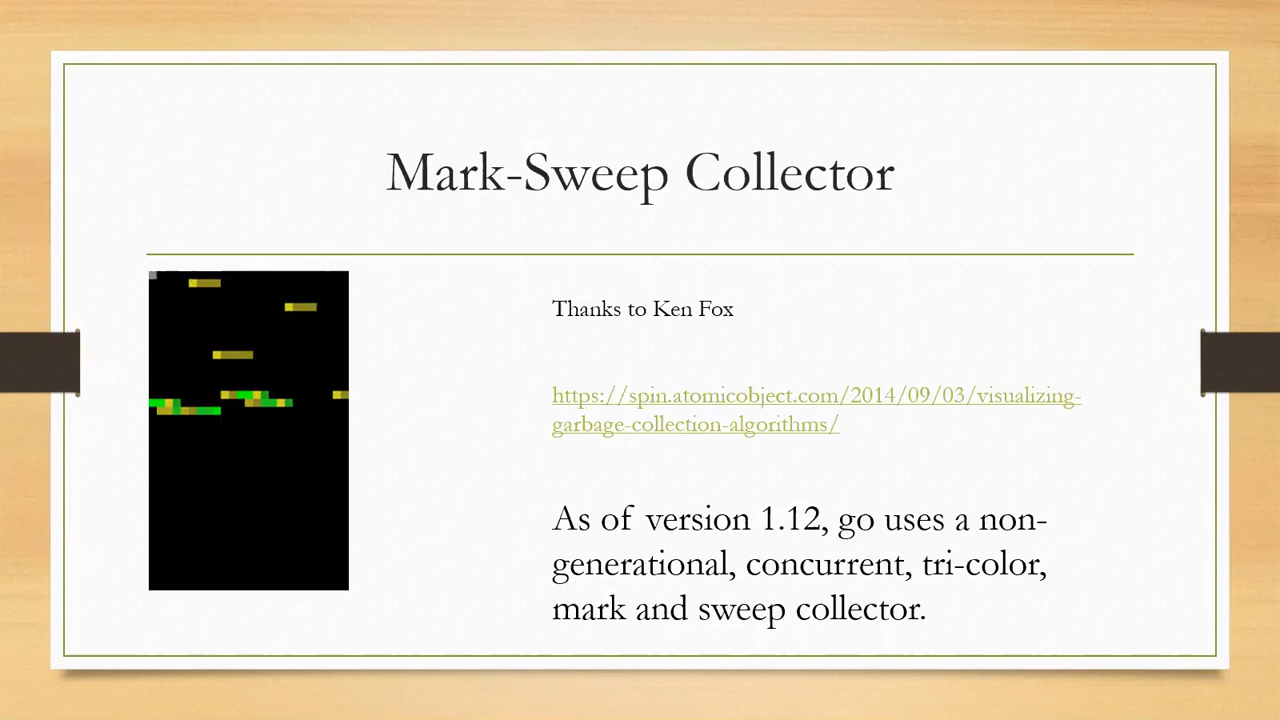 Mark-Sweep Collector
Thanks to Ken Fox
https://spin.atomicobject.com/2014/09/03/visualizing-
garbage-collection-algorithms/
As of version 1.12, go uses a non-
generational, concurrent, tri-color,
mark and sweep collector.